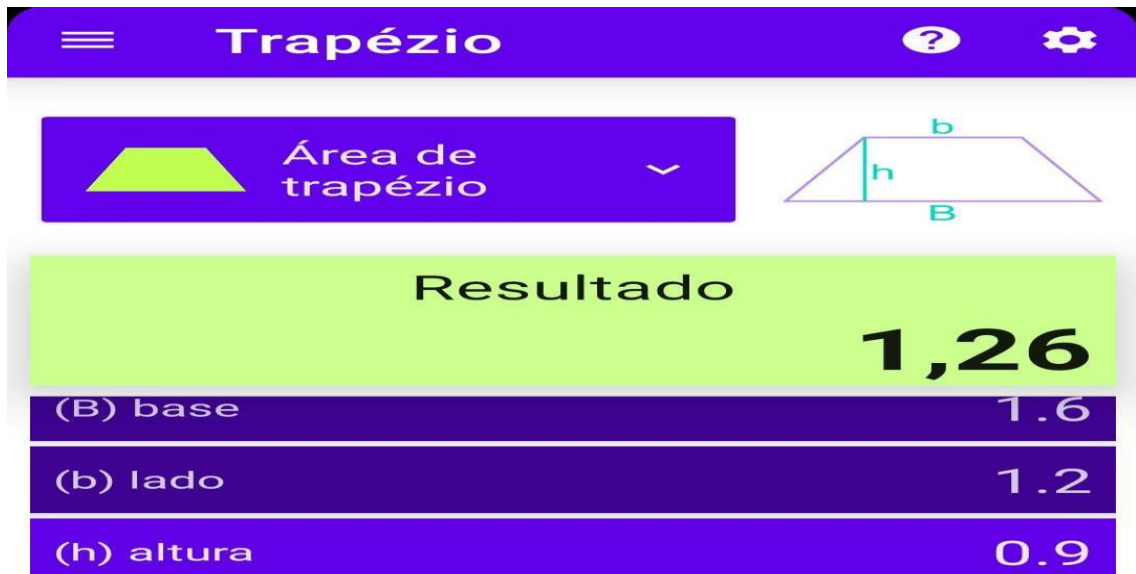 Trapézio
?
Área de
trapézio
b
h
B
Resultado
1,26
(B) base 1.6
(b) lado 1.2
(h) altura 0.9